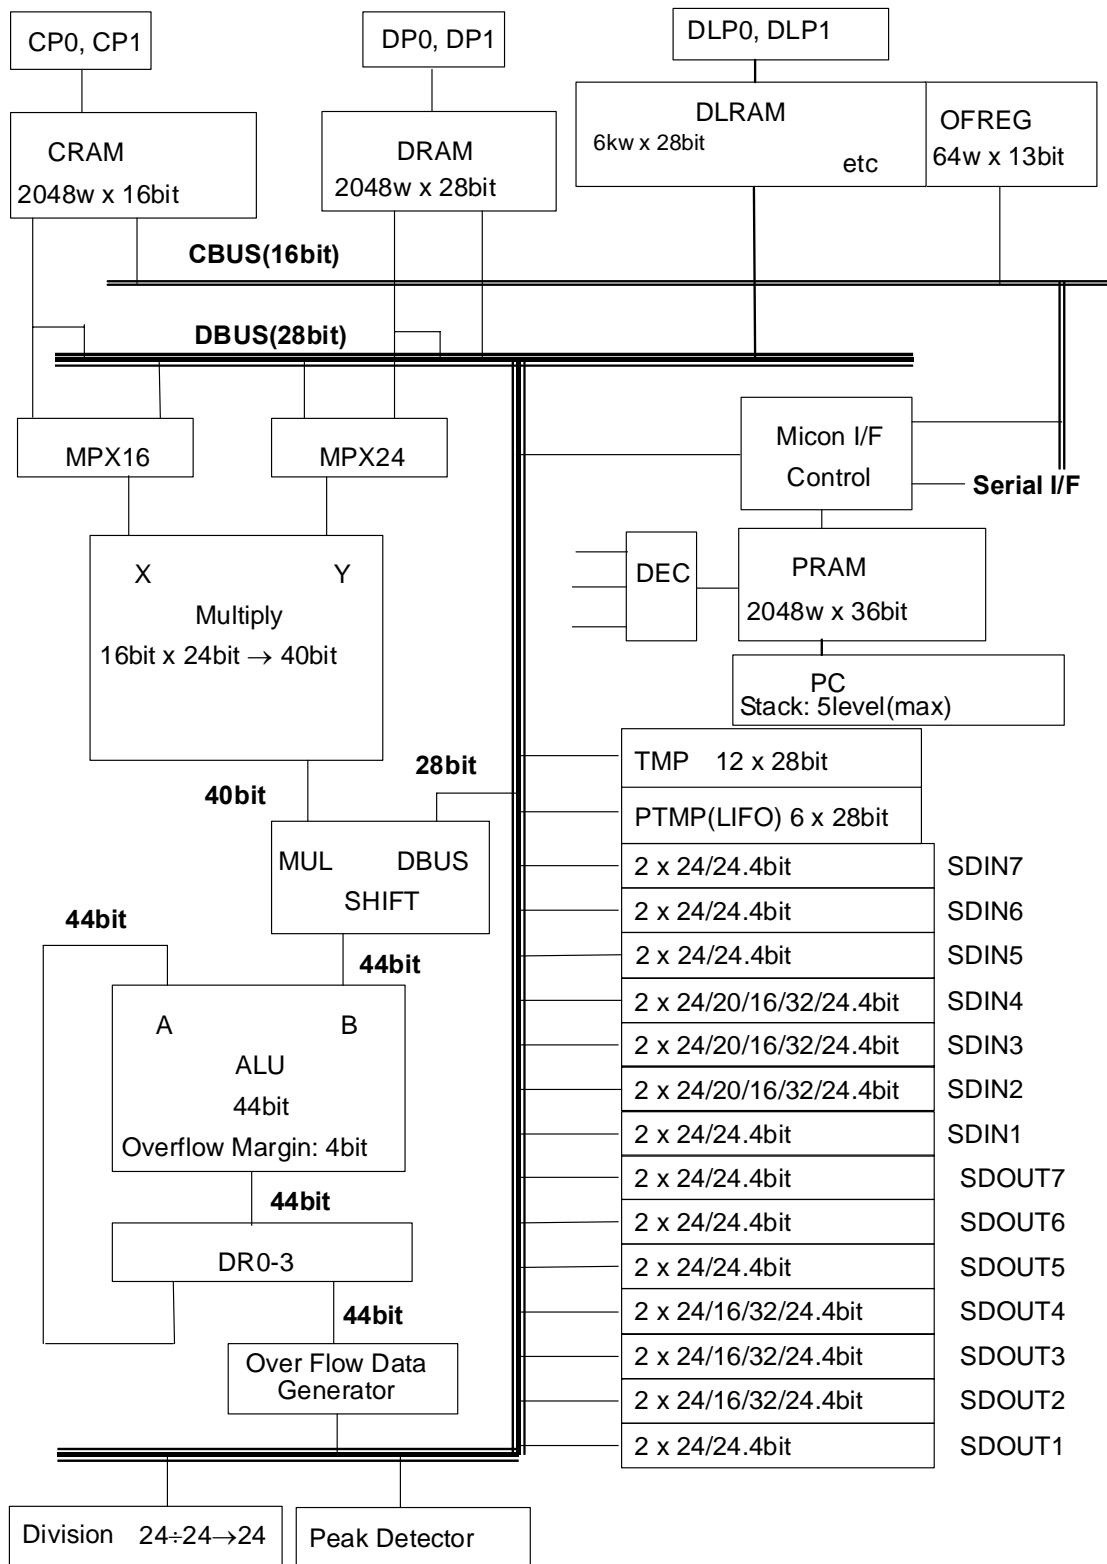 CP0, CP1
DP0, DP1
DLP0, DLP1
CRAM
2048w x 16bit
DRAM
2048w x 28bit
DLRAM
6kw x 28bit
etc
OFREG
64w x 13bit
CBUS(16bit)
DBUS(28bit)
MPX16
MPX24
Micon I/F
Control
Serial I/F
X
Y
Multiply
16bit x 24bit → 40bit
DEC
PRAM
2048w x 36bit
PC
Stack: 5level(max)
40bit
28bit
TMP 12 x 28bit
PTMP(LIFO) 6 x 28bit
MUL
DBUS
SHIFT
2 x 24/24.4bit SDIN7
2 x 24/24.4bit SDIN6
2 x 24/24.4bit SDIN5
2 x 24/20/16/32/24.4bit SDIN4
2 x 24/20/16/32/24.4bit SDIN3
2 x 24/20/16/32/24.4bit SDIN2
2 x 24/24.4bit SDIN1
2 x 24/24.4bit SDOUT7
2 x 24/24.4bit SDOUT6
2 x 24/24.4bit SDOUT5
2 x 24/16/32/24.4bit SDOUT4
2 x 24/16/32/24.4bit SDOUT3
2 x 24/16/32/24.4bit SDOUT2
2 x 24/24.4bit SDOUT1
44bit
44bit
A
B
ALU
44bit
Overflow Margin: 4bit
44bit
DR0-3
44bit
Over Flow Data
Generator
Division 24÷24→24
Peak Detector